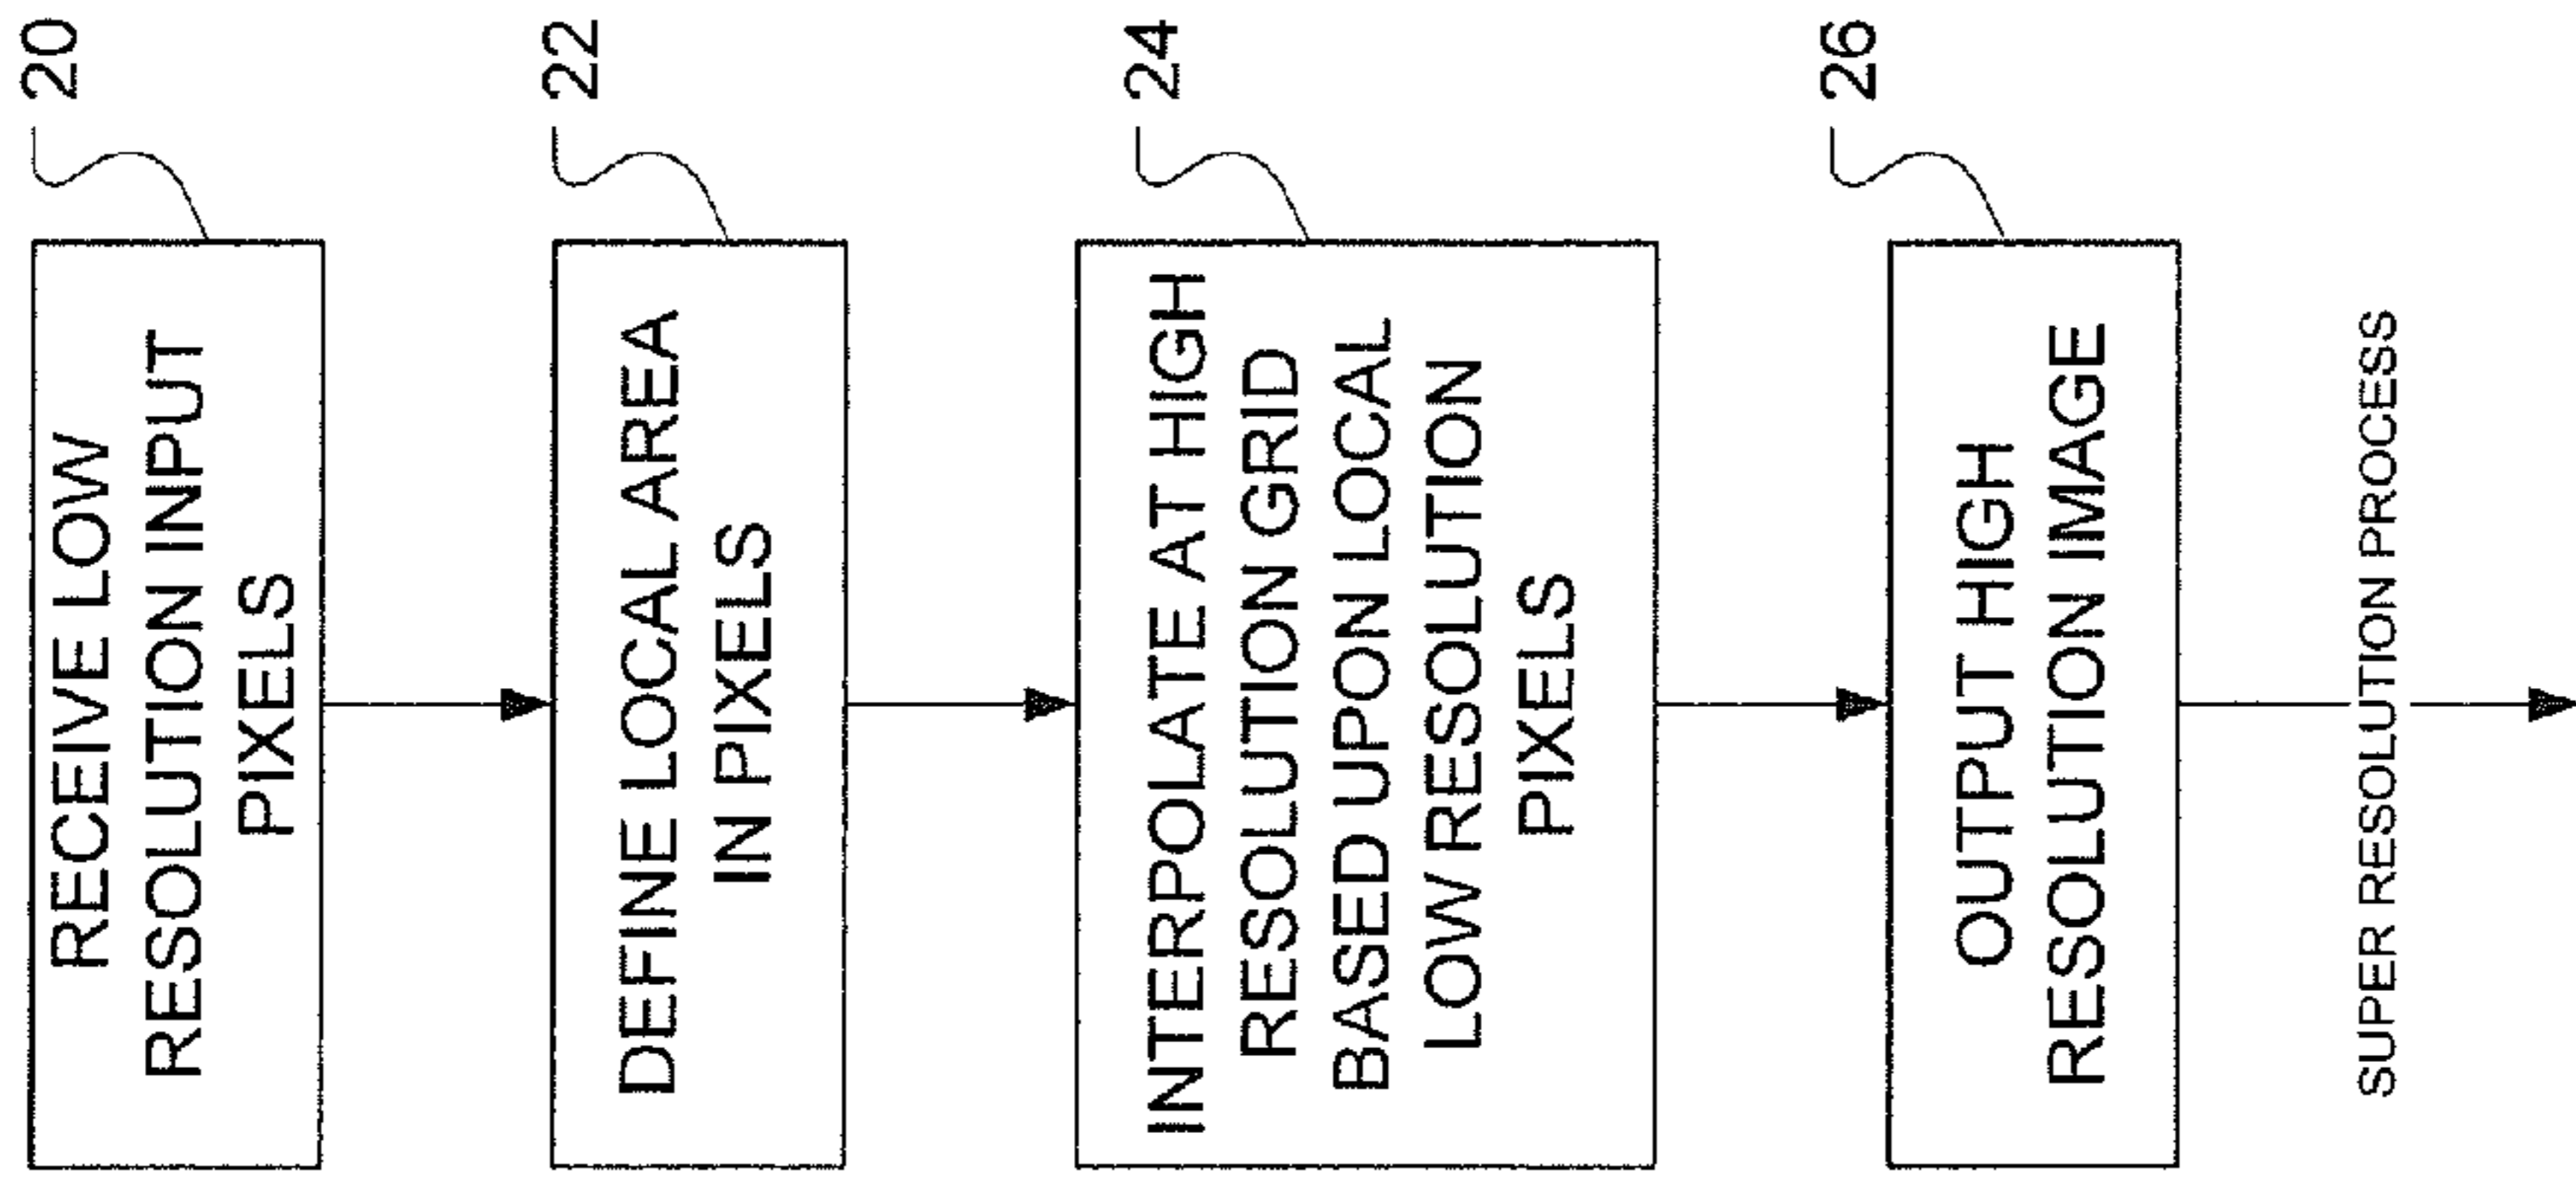 RECEIVE LOW
RESOLUTION INPUT
PIXELS
20
DEFINE LOCAL AREA
IN PIXELS
22
INTERPOLATE AT HIGH
RESOLUTION GRID
BASED UPON LOCAL
LOW RESOLUTION
PIXELS
24
OUTPUT HIGH
RESOLUTION IMAGE
26
SUPER RESOLUTION PROCESS